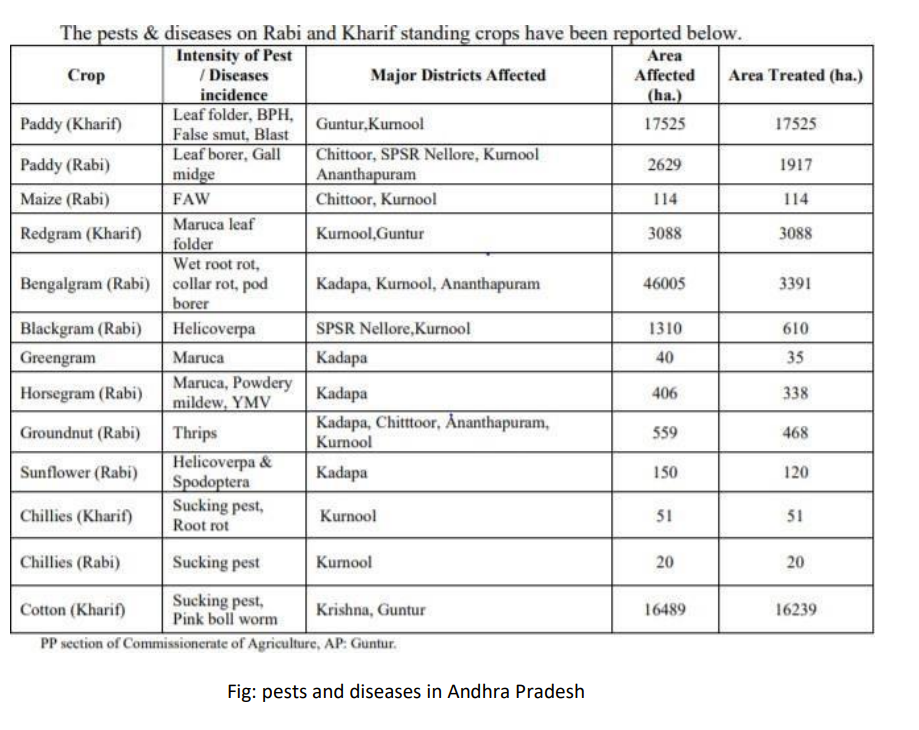 The pests & diseases on Rabi and Kharif standing crops have been reported below.
Crop
Intensity of Pest
/ Diseases
incidence
Major Districts Affected
Area
Affected
(ha.)
Area Treated (ha.)
Paddy (Kharif)
Leaf folder, BPH,
False smut, Blast
Guntur,Kurnool
17525
17525
Paddy (Rabi)
Leaf borer, Gall
midge
Chittoor, SPSR Nellore, Kurnool
Ananthapuram
2629
1917
Maize (Rabi)
FAW
Chittoor, Kurnool
114
114
Redgram (Kharif)
Maruca leaf
folder
Kurnool,Guntur
3088
3088
Bengalgram (Rabi)
Wet root rot,
collar rot, pod
borer
Kadapa, Kurnool, Ananthapuram
46005
3391
Blackgram (Rabi)
Helicoverpa
SPSR Nellore,Kurnool
1310
610
Greengram
Maruca
Kadapa
40
35
Horsegram (Rabi)
Maruca, Powdery
mildew, YMV
Kadapa
406
338
Groundnut (Rabi)
Thrips
Kadapa, Chitttoor, Ananthapuram,
Kurnool
559
468
Sunflower (Rabi)
Helicoverpa &
Spodoptera
Kadapa
150
120
Chillies (Kharif)
Sucking pest,
Root rot
Kurnool
51
51
Chillies (Rabi)
Sucking pest
Kurnool
20
20
Cotton (Kharif)
Sucking pest,
Pink boll worm
Krishna, Guntur
16489
16239
PP section of Commissionerate of Agriculture, AP: Guntur.
Fig: pests and diseases in Andhra Pradesh